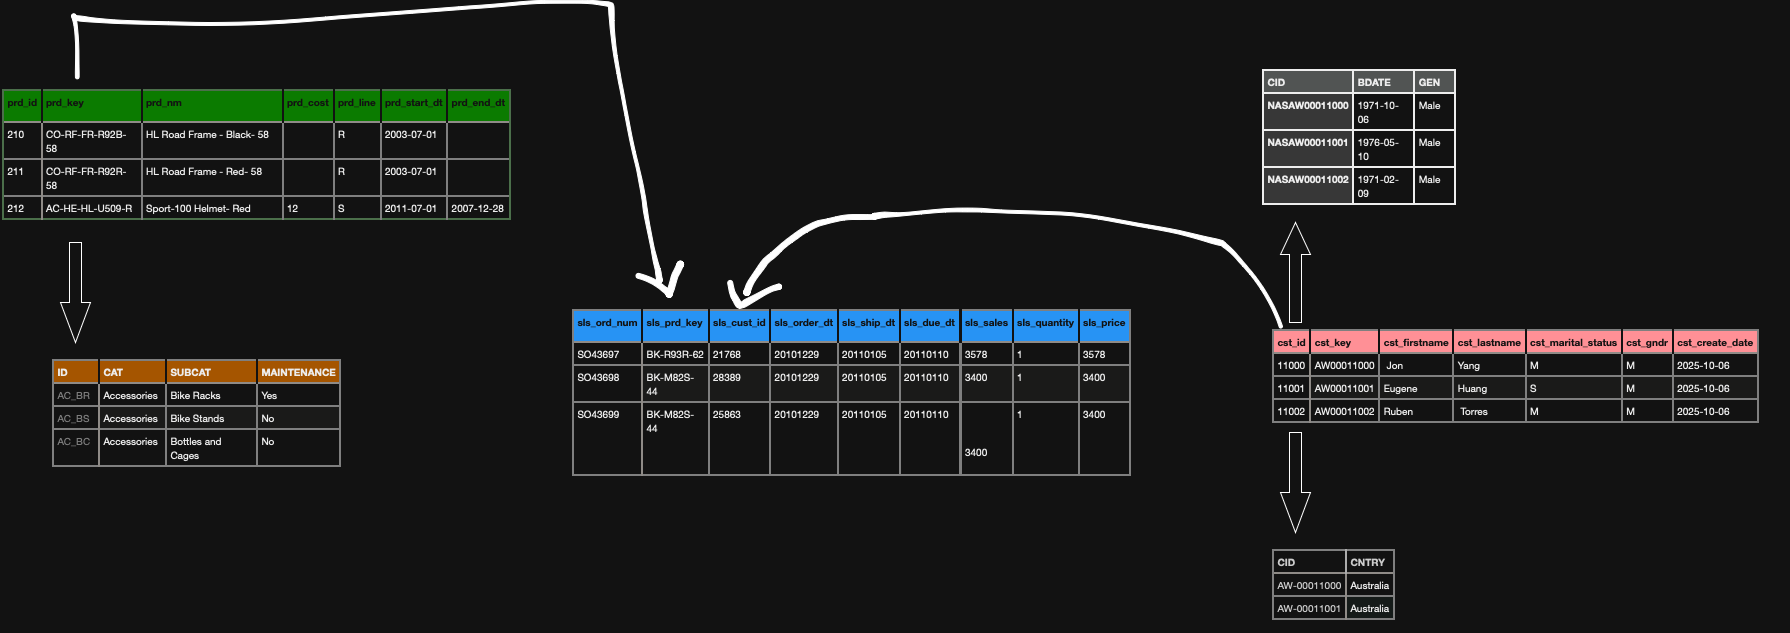 prd_id prd_key prd_nm prd_cost prd_line prd_start_dt prd_end_dt
210 CO-RF-FR-R92B- HL Road Frame - Black- 58 R 2003-07-01
58
211 CO-RF-FR-R92R- HL Road Frame - Red- 58 R 2003-07-01
58
212 AC-HE-HL-U509-R Sport-100 Helmet- Red 12 S 2011-07-01 2007-12-28
ID CAT SUBCAT MAINTENANCE
AC_BR Accessories Bike Racks Yes
AC_BS Accessories Bike Stands No
AC_BC Accessories Bottles and No
Cages
sls_ord_num sls_prd_key sls_cust_id sls_order_dt sls_ship_dt sls_due_dt sls_sales sls_quantity sls_price
SO43697 BK-R93R-62 21768 20101229 20110105 20110110 3578 1 3578
SO43698 BK-M82S- 28389 20101229 20110105 20110110 3400 1 3400
44
SO43699 BK-M82S- 25863 20101229 20110105 20110110 1 3400
44
3400
CID BDATE GEN
NASAW00011000 1971-10- Male
06
NASAW00011001 1976-05- Male
10
NASAW00011002 1971-02- Male
09
cst_id cst_key cst_firstname cst_lastname cst_marital_status cst_gndr cst_create_date
11000 AW00011000 Jon Yang M M 2025-10-06
11001 AW00011001 Eugene Huang S M 2025-10-06
11002 AW00011002 Ruben Torres M M 2025-10-06
CID CNTRY
AW-00011000 Australia
AW-00011001 Australia